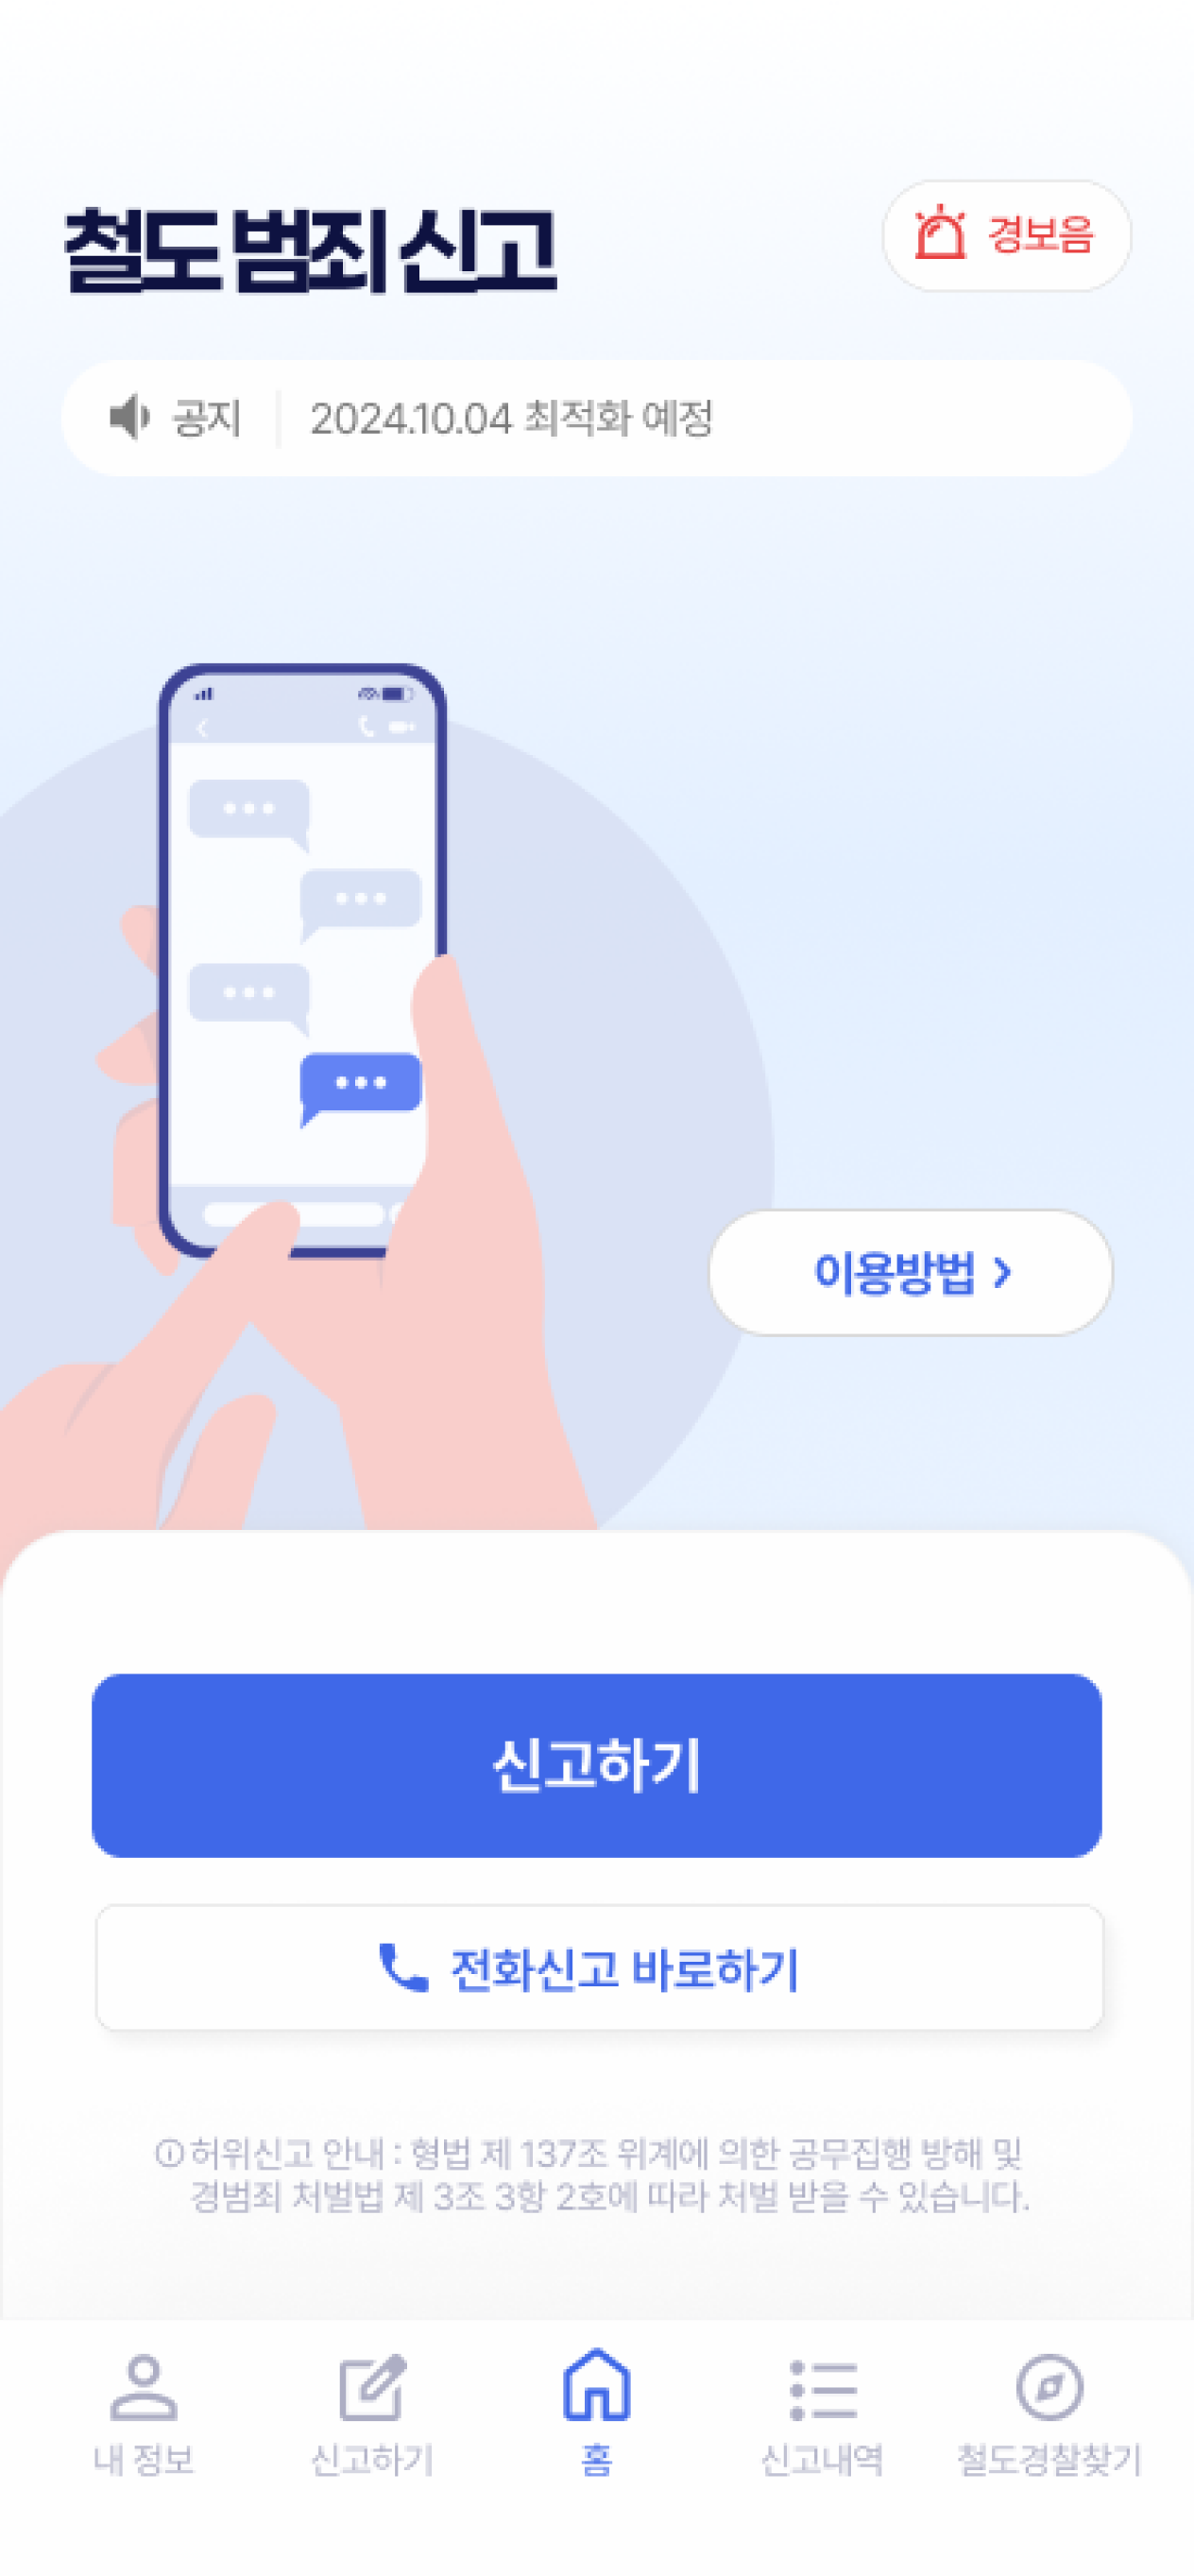 철도 범죄 신고
경보음
공지
2024.10.04 최적화 예정
이용방법
신고하기
전화신고 바로하기
허위신고 안내 : 형법 제 137조 위계에 의한 공무집행 방해 및
경범죄 처벌법 제 3조 3항 2호에 따라 처벌 받을 수 있습니다.
내 정보
신고하기
홈
신고내역
철도경찰찾기